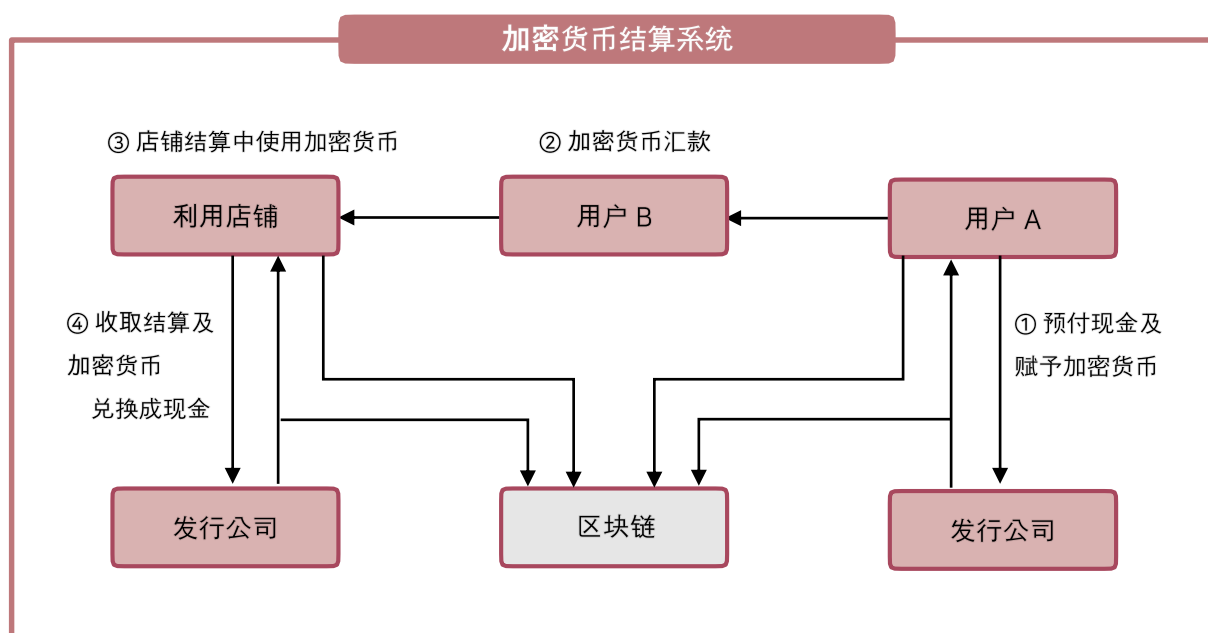 加密货币结算系统
③ 店铺结算中使用加密货币
② 加密货币汇款
利用店铺
用户 B
用户 A
④ 收取结算及
加密货币
兑换成现金
① 预付现金及
赋予加密货币
发行公司
区块链
发行公司